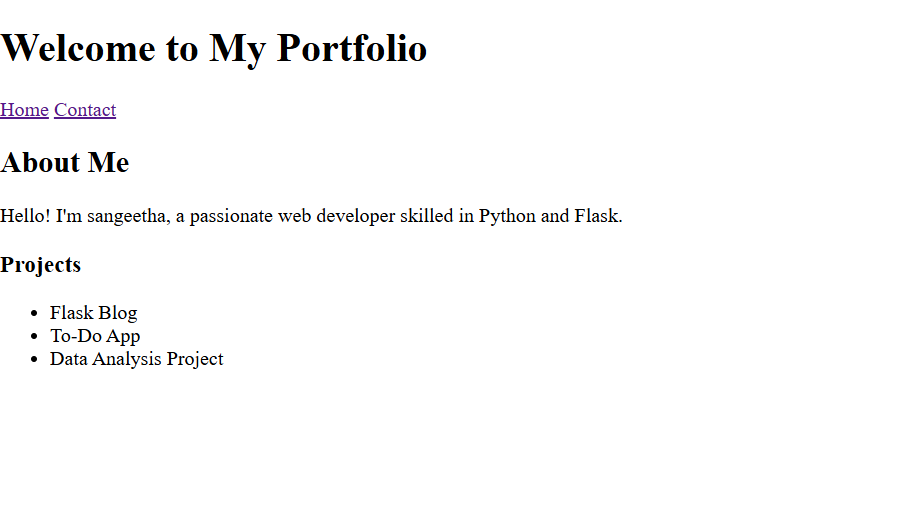 Welcome to My Portfolio
Home Contact
About Me
Hello! I'm sangeetha, a passionate web developer skilled in Python and Flask.
Projects
• Flask Blog
• To-Do App
• Data Analysis Project